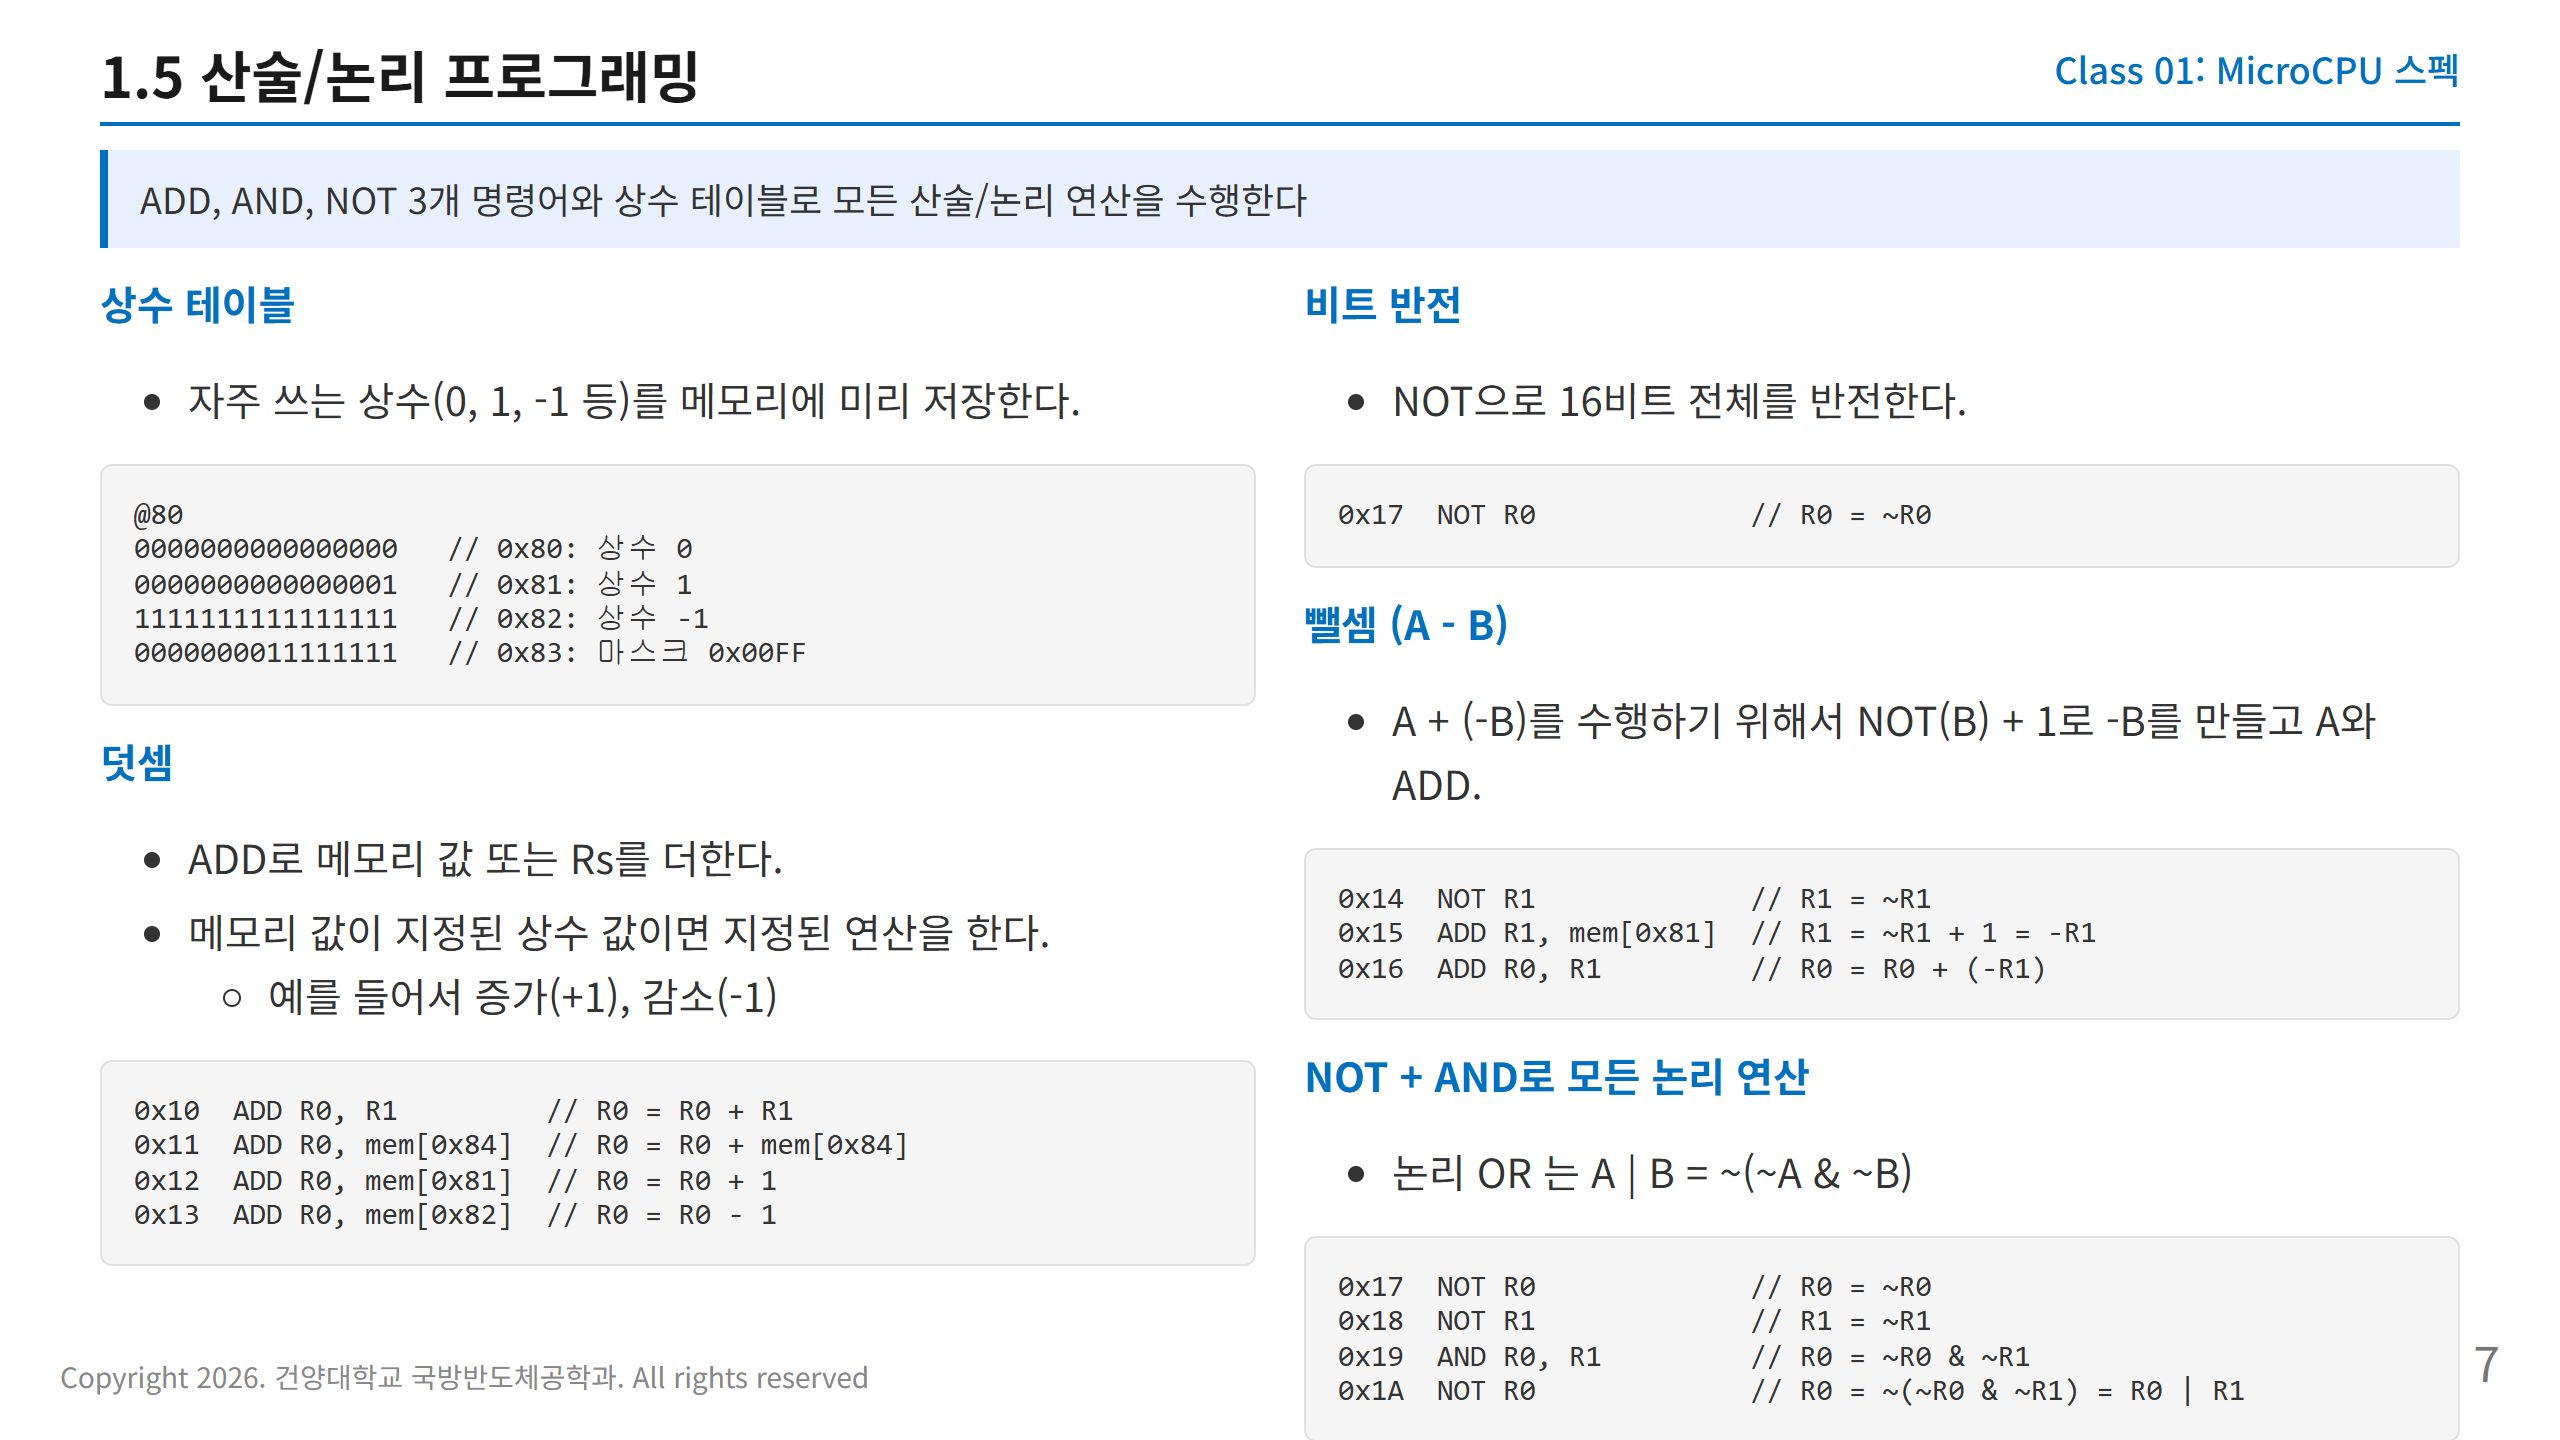 1.5 산술/논리 프로그래밍
Class 01: MicroCPU 스펙
ADD, AND, NOT 3개 명령어와 상수 테이블로 모든 산술/논리 연산을 수행한다
상수 테이블
● 자주 쓰는 상수(0, 1, -1 등)를 메모리에 미리 저장한다.
@80
0000000000000000   // 0x80: 상수 0
0000000000000001   // 0x81: 상수 1
1111111111111111   // 0x82: 상수 -1
0000000011111111   // 0x83: 마스크 0x00FF
덧셈
● ADD로 메모리 값 또는 Rs를 더한다.
● 메모리 값이 지정된 상수 값이면 지정된 연산을 한다.
○ 예를 들어서 증가(+1), 감소(-1)
0x10  ADD R0, R1         // R0 = R0 + R1
0x11  ADD R0, mem[0x84]  // R0 = R0 + mem[0x84]
0x12  ADD R0, mem[0x81]  // R0 = R0 + 1
0x13  ADD R0, mem[0x82]  // R0 = R0 - 1
비트 반전
● NOT으로 16비트 전체를 반전한다.
0x17  NOT R0             // R0 = ~R0
뺄셈 (A - B)
● A + (-B)를 수행하기 위해서 NOT(B) + 1로 -B를 만들고 A와
ADD.
0x14  NOT R1             // R1 = ~R1
0x15  ADD R1, mem[0x81]  // R1 = ~R1 + 1 = -R1
0x16  ADD R0, R1         // R0 = R0 + (-R1)
NOT + AND로 모든 논리 연산
● 논리 OR 는 A | B = ~(~A & ~B)
0x17  NOT R0             // R0 = ~R0
0x18  NOT R1             // R1 = ~R1
0x19  AND R0, R1         // R0 = ~R0 & ~R1
0x1A  NOT R0             // R0 = ~(~R0 & ~R1) = R0 | R1
Copyright 2026. 건양대학교 국방반도체공학과. All rights reserved
7